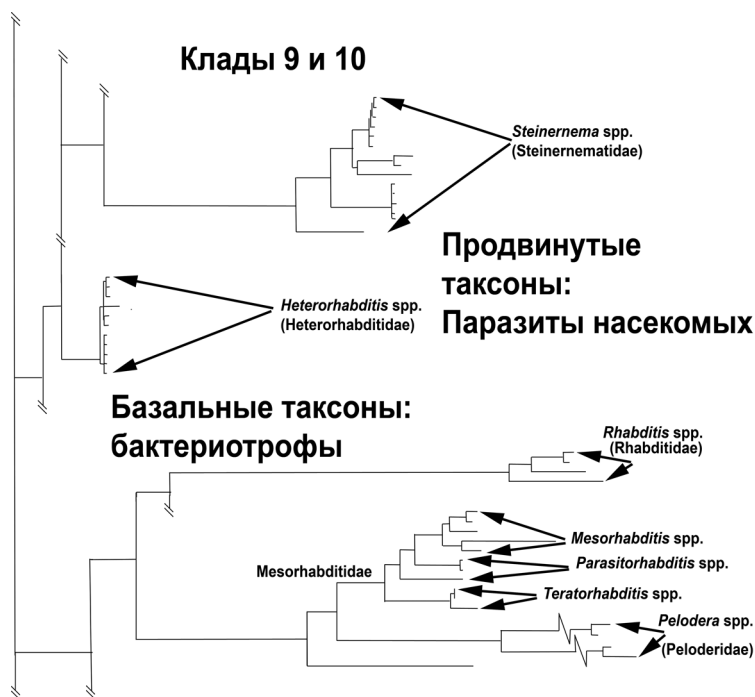 Клады 9 и 10
Steinernema spp.
(Steinernematidae)
Продвинутые
таксоны:
Паразиты насекомых
Heterorhabditis spp.
(Heterorhabditidae)
Базальные таксоны:
бактериотрофы
Rhabditis spp.
(Rhabditidae)
Mesorhabditis spp.
Mesorhabditidae
Parasitorhabditis spp.
Teratorhabditis spp.
Pelodera spp.
(Peloderidae)